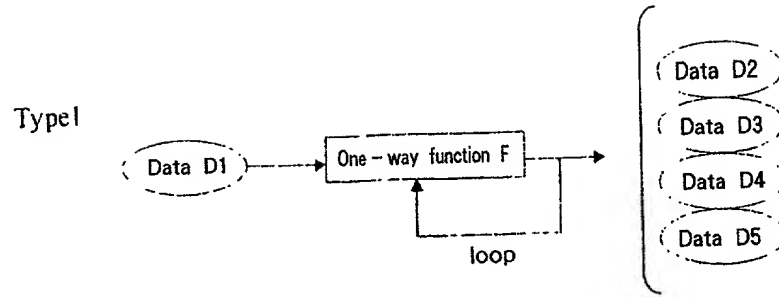 Type1
Data D1
One-way function F
loop
Data D2
Data D3
Data D4
Data D5